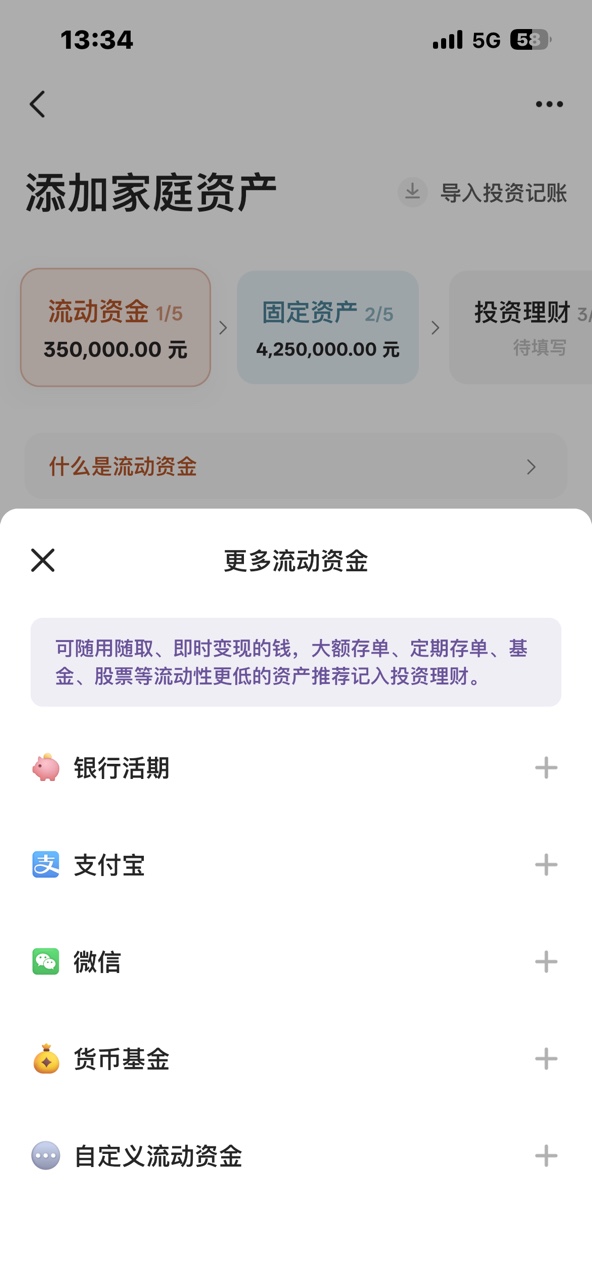 13:34
5G 58
添加家庭资产
导入投资记账
流动资金 1/5
350,000.00 元
固定资产 2/5
4,250,000.00 元
投资理财 3/
待填写
什么是流动资金
更多流动资金
可随用随取、即时变现的钱，大额存单、定期存单、基
金、股票等流动性更低的资产推荐记入投资理财。
银行活期
支付宝
微信
货币基金
自定义流动资金